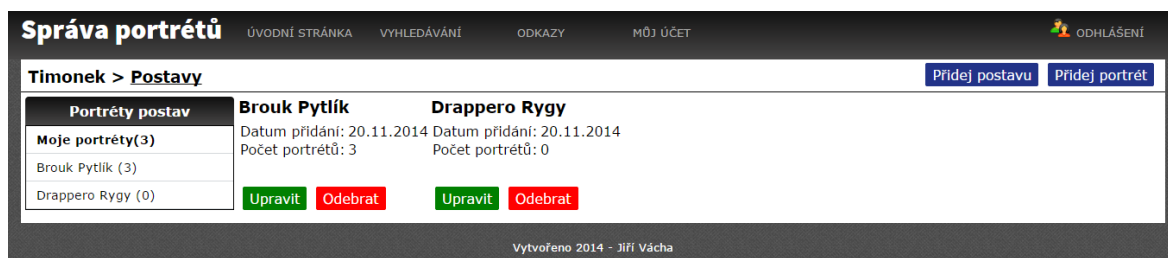 Správa portrétů ÚVODNÍ STRÁNKA VYHLEDÁVÁNÍ ODKAZY MŮJ ÚČET ODHLÁŠENÍ
Timonek > Postavy Přidej postavu Přidej portrét
Portréty postav
Moje portréty(3)
Brouk Pytlík (3)
Drappero Rygy (0)
Brouk Pytlík
Datum přidání: 20.11.2014
Počet portrétů: 3
Upravit Odebrat
Drappero Rygy
Datum přidání: 20.11.2014
Počet portrétů: 0
Upravit Odebrat
Vytvořeno 2014 - Jiří Vácha